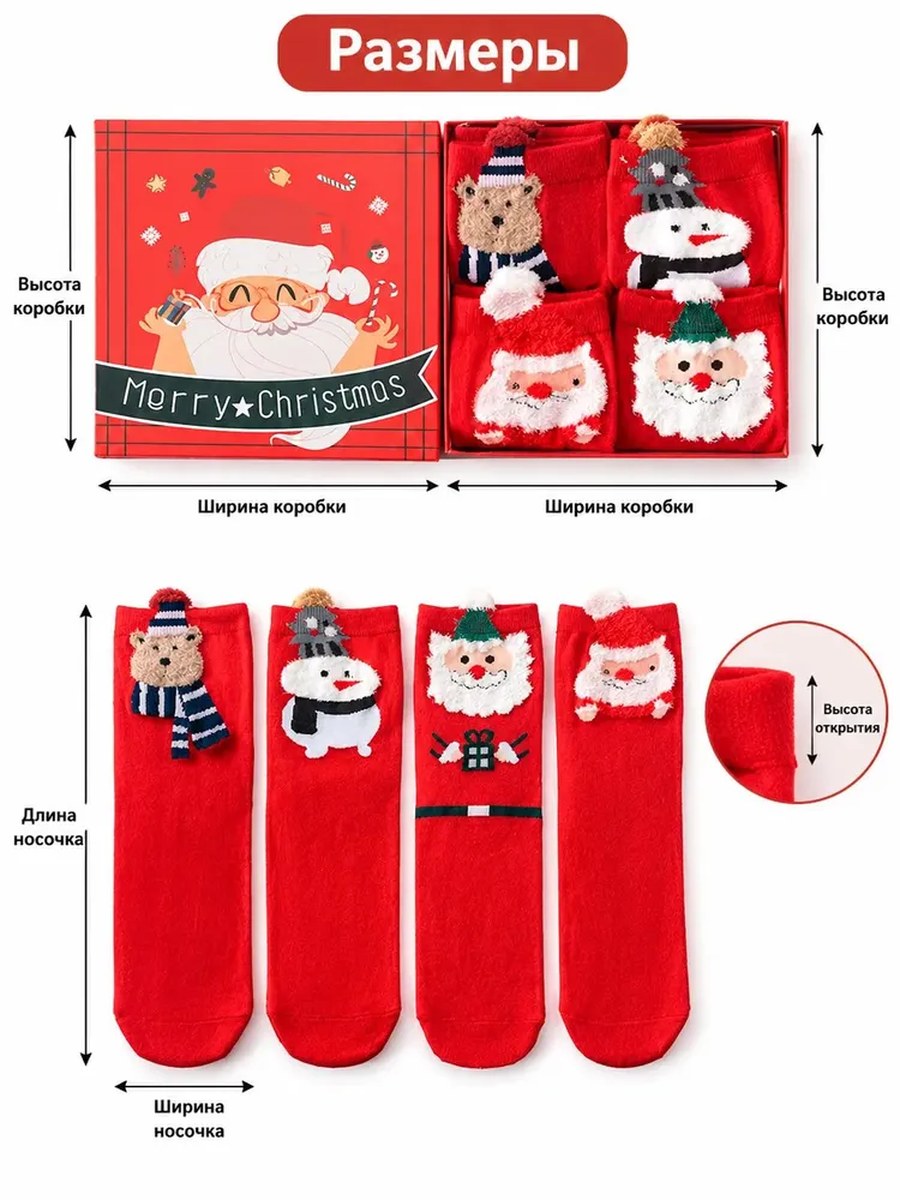 Размеры
Высота
коробки
Merry★Christmas
Высота
коробки
Ширина коробки
Ширина коробки
Высота
открытия
Длина
носочка
Ширина
носочка